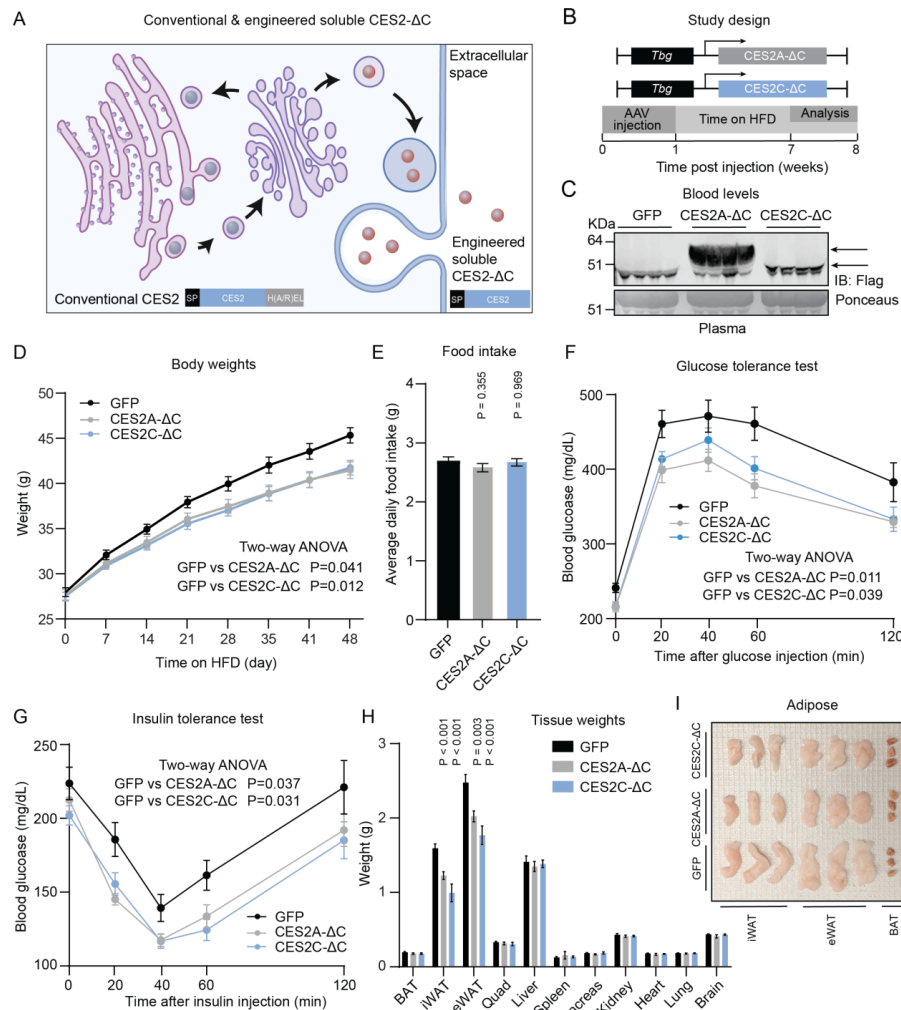 A
Conventional & engineered soluble CES2-ΔC
Extracellular
space
Engineered
soluble
CES2-ΔC
Conventional CES2
SP CES2 H(A/R)EL
SP CES2
B
Study design
Tbg CES2A-ΔC
Tbg CES2C-ΔC
AAV
injection
Time on HFD
Analysis
0 1 7 8
Time post injection (weeks)
C
Blood levels
GFP CES2A-ΔC CES2C-ΔC
KDa
64
51
IB: Flag
51
Ponceaus
Plasma
D
Body weights
50
45
40
35
30
25
Weight (g)
GFP
CES2A-ΔC
CES2C-ΔC
Two-way ANOVA
GFP vs CES2A-ΔC P=0.041
GFP vs CES2C-ΔC P=0.012
0 7 14 21 28 35 41 48
Time on HFD (day)
E
Food intake
4
3
2
1
0
Average daily food intake (g)
P = 0.355
P = 0.969
GFP
CES2A-ΔC
CES2C-ΔC
F
Glucose tolerance test
500
400
300
200
Blood glucoase (mg/dL)
GFP
CES2A-ΔC
CES2C-ΔC
Two-way ANOVA
GFP vs CES2A-ΔC P=0.011
GFP vs CES2C-ΔC P=0.039
0 20 40 60 120
Time after glucose injection (min)
G
Insulin tolerance test
250
200
150
100
Blood glucoase (mg/dL)
Two-way ANOVA
GFP vs CES2A-ΔC P=0.037
GFP vs CES2C-ΔC P=0.031
GFP
CES2A-ΔC
CES2C-ΔC
0 20 40 60 120
Time after insulin injection (min)
H
Tissue weights
P < 0.001
P < 0.001
P = 0.003
P < 0.001
GFP
CES2A-ΔC
CES2C-ΔC
3
2
1
0
Weight (g)
BAT
iWAT
eWAT
Quad
Liver
Spleen
ncreas
Kidney
Heart
Lung
Brain
I
Adipose
CES2C-ΔC
CES2A-ΔC
GFP
iWAT
eWAT
BAT